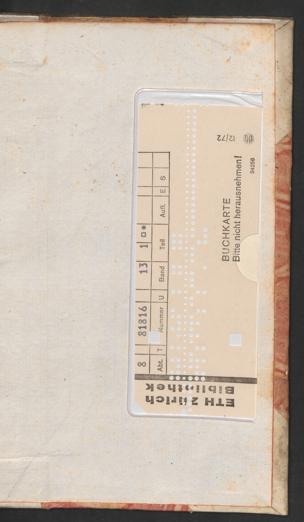 8 81816 13 1 ¤*
Abt. T Nummer U Band Teil Aufl. E S
BUCHKARTE
Bitte nicht herausnehmen!
12/72
ETH Zürich
Bibliothek